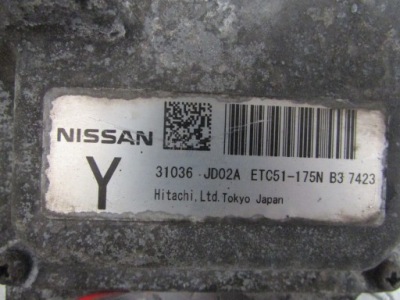 NISSAN
Y
31036 JD02A ETC51-175N B3 7423
Hitachi, Ltd. Tokyo Japan